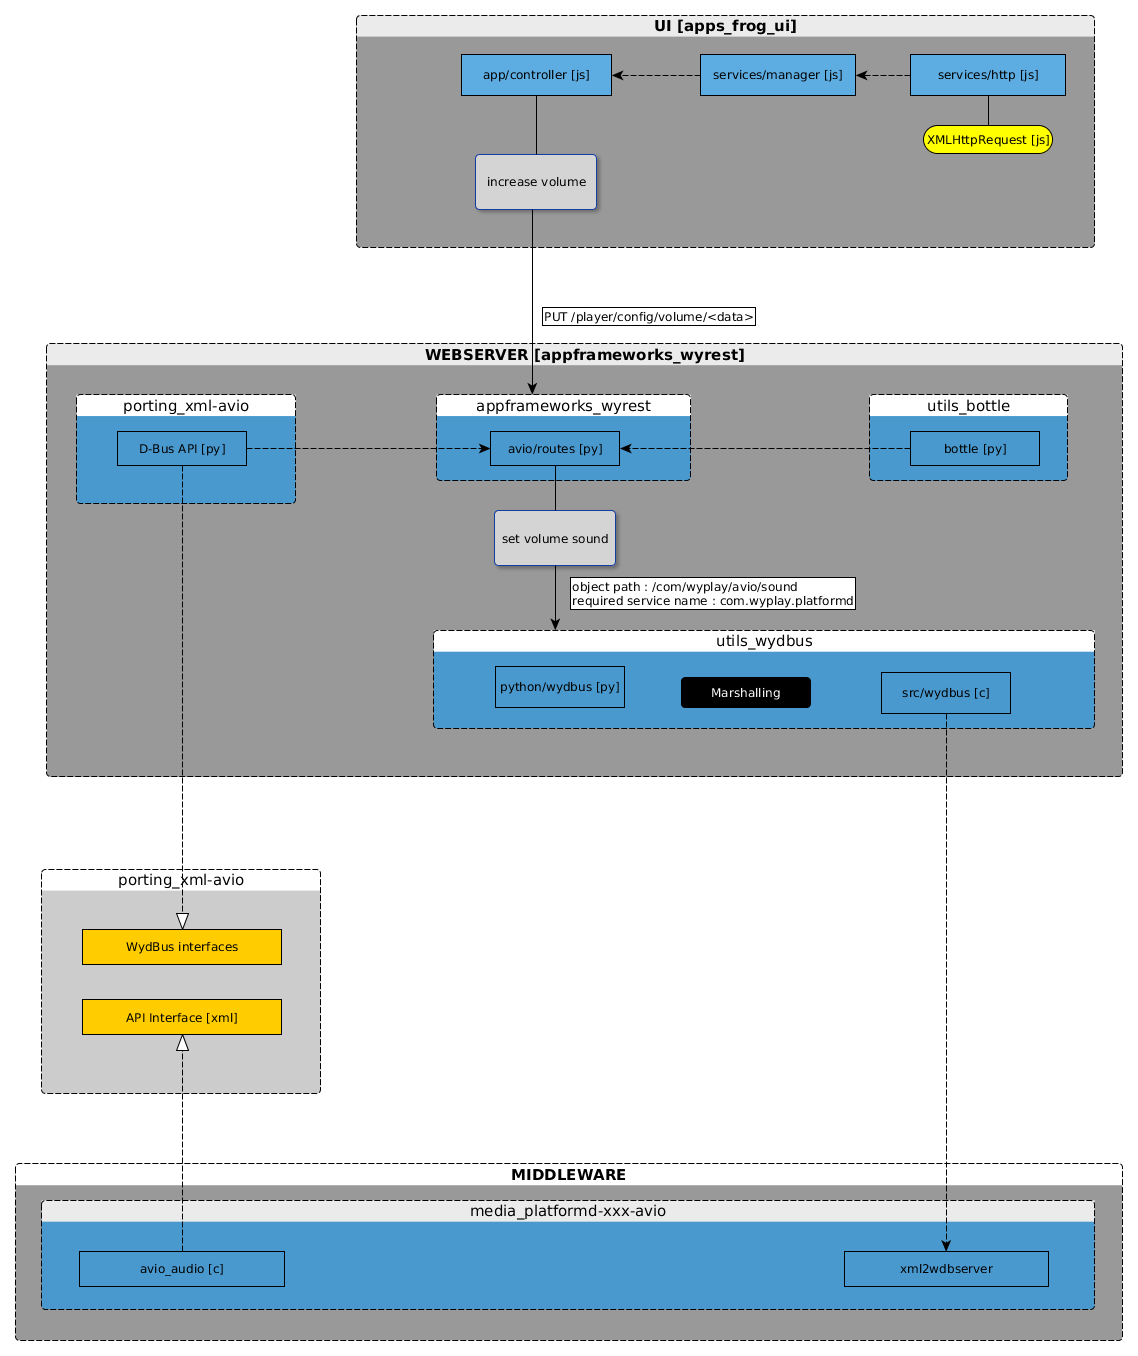 UI [apps_frog_ui]
app/controller [js]
services/manager [js]
services/http [js]
XMLHttpRequest [js]
increase volume
PUT /player/config/volume/<data>
WEBSERVER [appframeworks_wyrest]
porting_xml-avio
appframeworks_wyrest
utils_bottle
D-Bus API [py]
avio/routes [py]
bottle [py]
set volume sound
object path : /com/wyplay/avio/sound
required service name : com.wyplay.platformd
utils_wydbus
python/wydbus [py]
Marshalling
src/wydbus [c]
porting_xml-avio
WydBus interfaces
API Interface [xml]
MIDDLEWARE
media_platformd-xxx-avio
avio_audio [c]
xml2wdbserver